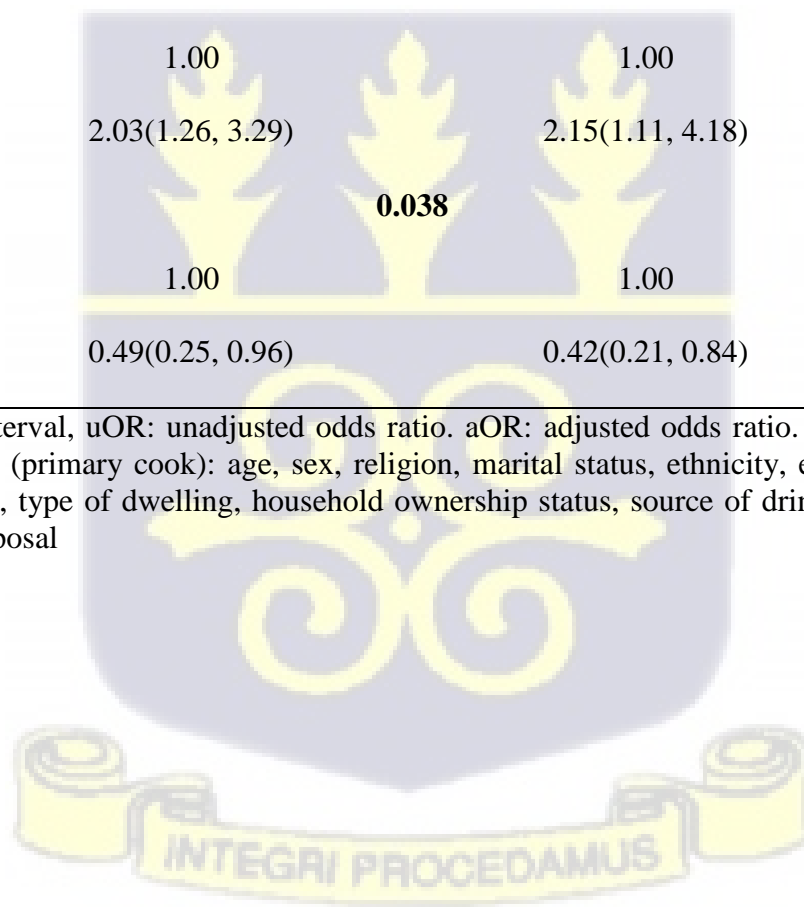 1.00 1.00
2.03(1.26, 3.29) 2.15(1.11, 4.18)
0.038
1.00 1.00
0.49(0.25, 0.96) 0.42(0.21, 0.84)
terval, uOR: unadjusted odds ratio. aOR: adjusted odds ratio.
(primary cook): age, sex, religion, marital status, ethnicity, e
, type of dwelling, household ownership status, source of drin
posal
INTEGRI PROCEDAMUS